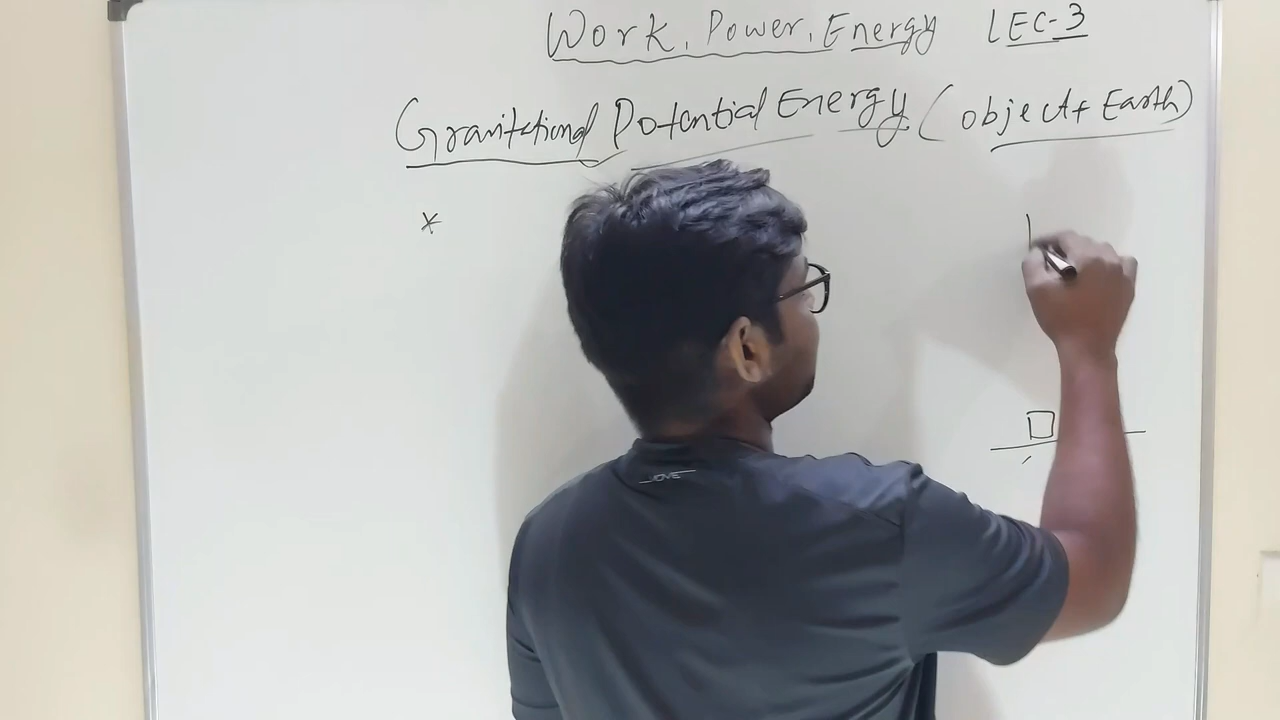 Work, Power, Energy LEC-3
Gravitational Potential Energy (object+ Earth)
*